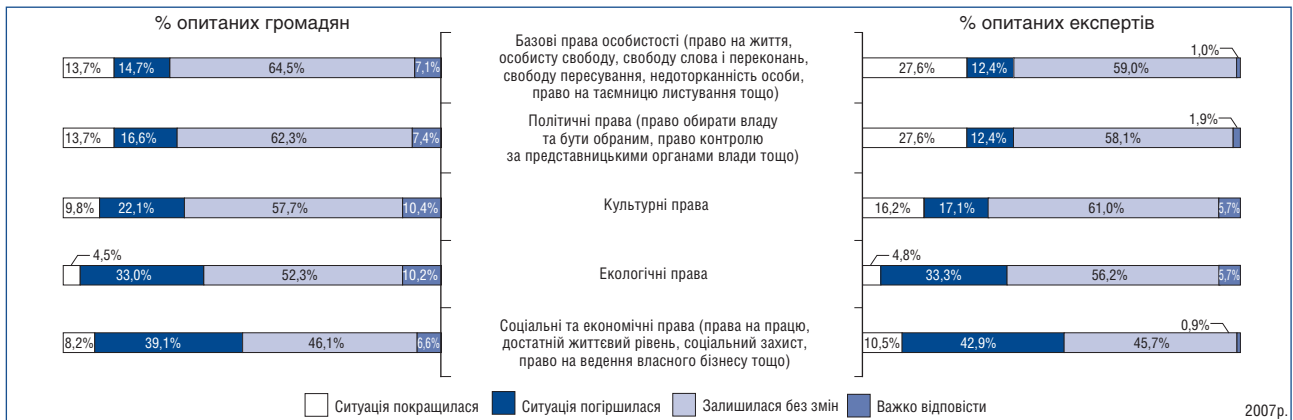 % опитаних громадян
% опитаних експертів
13,7% 14,7% 64,5% 7,1%
Базові права особистості (право на життя,
особисту свободу, свободу слова і переконань,
свободу пересування, недоторканність особи,
право на таємницю листування тощо)
1,0%
27,6% 12,4% 59,0%
13,7% 16,6% 62,3% 7,4%
Політичні права (право обирати владу
та бути обраним, право контролю
за представницькими органами влади тощо)
1,9%
27,6% 12,4% 58,1%
9,8% 22,1% 57,7% 10,4%
Культурні права
16,2% 17,1% 61,0% 5,7%
4,5%
33,0% 52,3% 10,2%
Екологічні права
4,8%
33,3% 56,2% 5,7%
8,2% 39,1% 46,1% 6,6%
Соціальні та економічні права (права на працю,
достатній життєвий рівень, соціальний захист,
право на ведення власного бізнесу тощо)
0,9%
10,5% 42,9% 45,7%
Ситуація покращилася Ситуація погіршилася Залишилася без змін Важко відповісти
2007р.